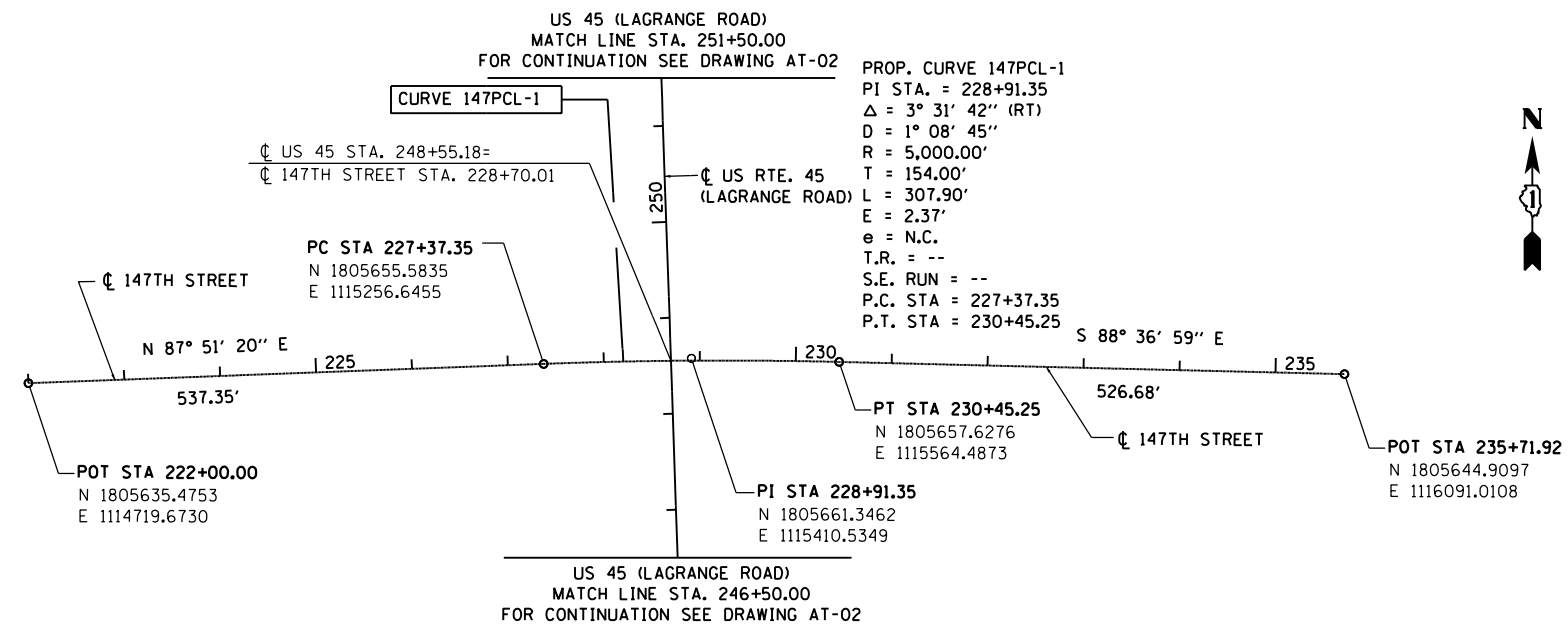 US 45 (LAGRANGE ROAD)
MATCH LINE STA. 251+50.00
FOR CONTINUATION SEE DRAWING AT-02
PROP. CURVE 147PCL-1
PI STA. = 228+91.35
Δ = 3° 31' 42'' (RT)
D = 1° 08' 45''
R = 5,000.00'
T = 154.00'
L = 307.90'
E = 2.37'
e = N.C.
T.R. = --
S.E. RUN = --
P.C. STA = 227+37.35
P.T. STA = 230+45.25
CURVE 147PCL-1
℄ US 45 STA. 248+55.18=
℄ 147TH STREET STA. 228+70.01
250
℄ US RTE. 45
(LAGRANGE ROAD)
N
1
PC STA 227+37.35
N 1805655.5835
E 1115256.6455
℄ 147TH STREET
N 87° 51' 20'' E
225
537.35'
230
S 88° 36' 59'' E
235
526.68'
POT STA 222+00.00
N 1805635.4753
E 1114719.6730
PT STA 230+45.25
N 1805657.6276
E 1115564.4873
℄ 147TH STREET
POT STA 235+71.92
N 1805644.9097
E 1116091.0108
PI STA 228+91.35
N 1805661.3462
E 1115410.5349
US 45 (LAGRANGE ROAD)
MATCH LINE STA. 246+50.00
FOR CONTINUATION SEE DRAWING AT-02